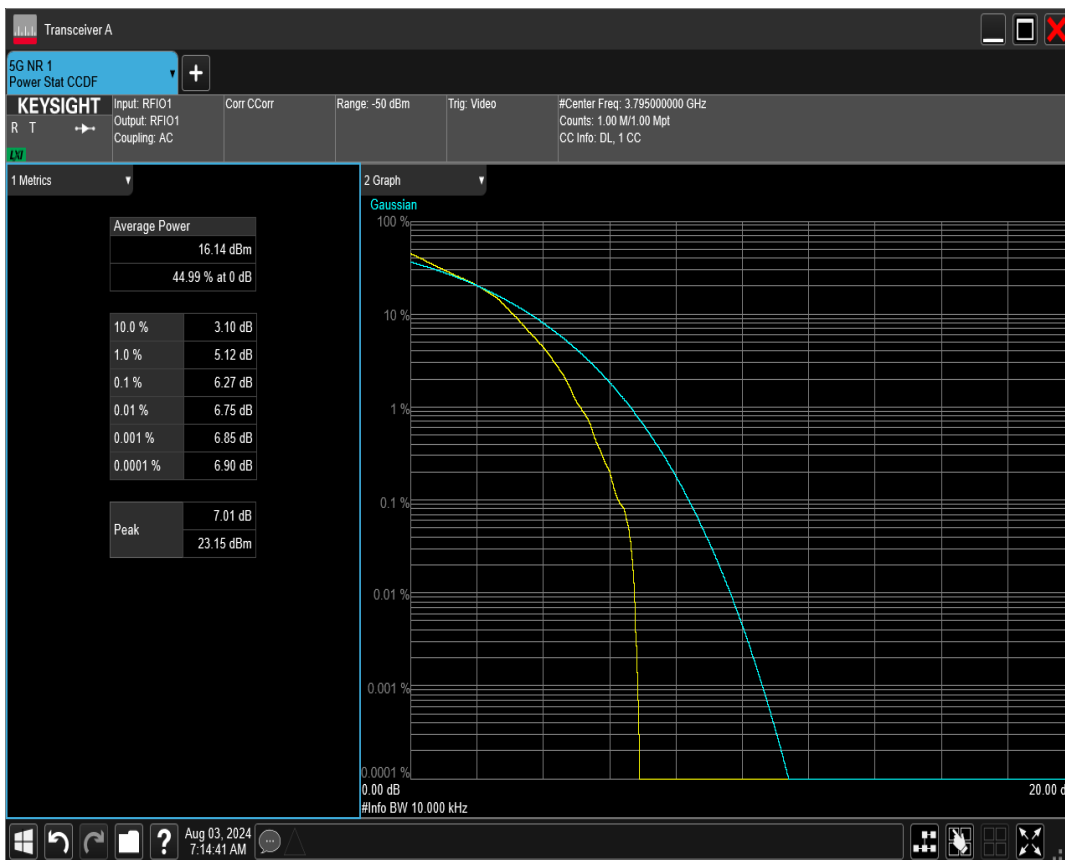 Transceiver A
5G NR 1
Power Stat CCDF
KEYSIGHT
R T
LXI
Input: RFIO1
Output: RFIO1
Coupling: AC
Corr CCorr
Range: -50 dBm
Trig: Video
#Center Freq: 3.795000000 GHz
Counts: 1.00 M/1.00 Mpt
CC Info: DL, 1 CC
1 Metrics
Average Power
16.14 dBm
44.99 % at 0 dB
10.0 % 3.10 dB
1.0 % 5.12 dB
0.1 % 6.27 dB
0.01 % 6.75 dB
0.001 % 6.85 dB
0.0001 % 6.90 dB
Peak 7.01 dB
23.15 dBm
2 Graph
Gaussian
100 %
10 %
1 %
0.1 %
0.01 %
0.001 %
0.0001 %
0.00 dB 20.00 d
#Info BW 10.000 kHz
?
Aug 03, 2024
7:14:41 AM